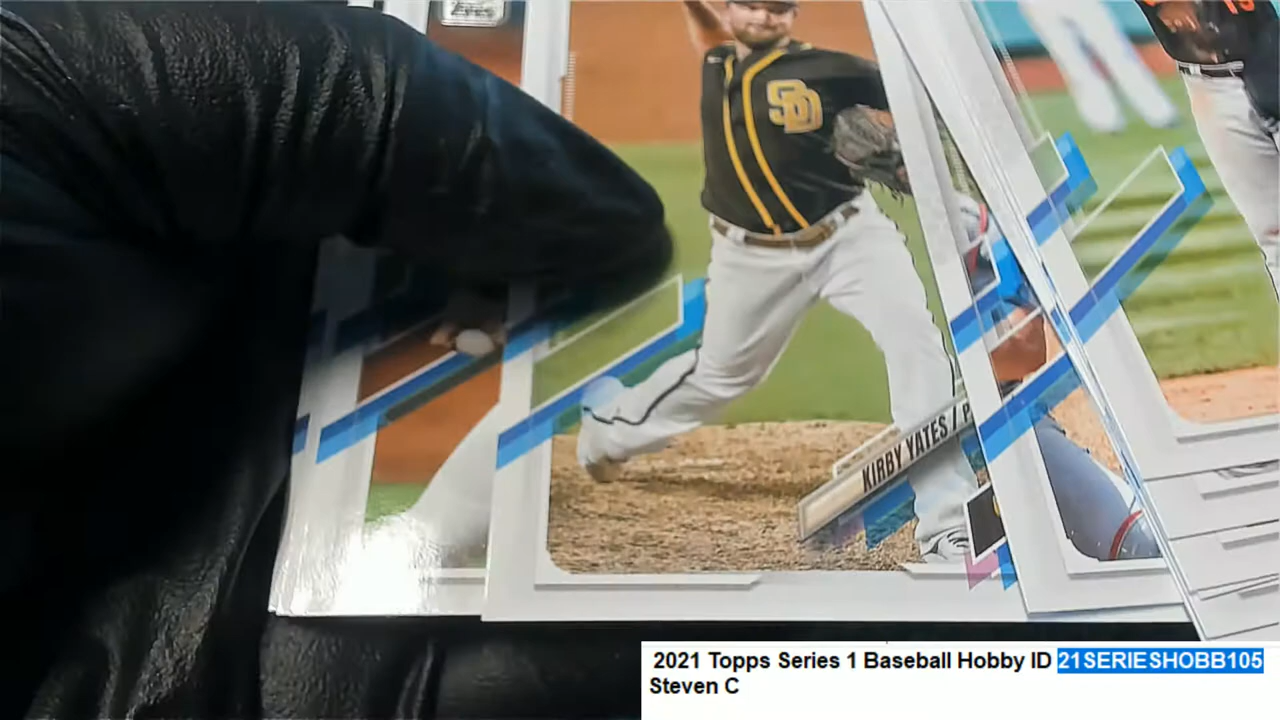 SD
KIRBY YATES / P
2021 Topps Series 1 Baseball Hobby ID 21SERIESHOBB105
Steven C